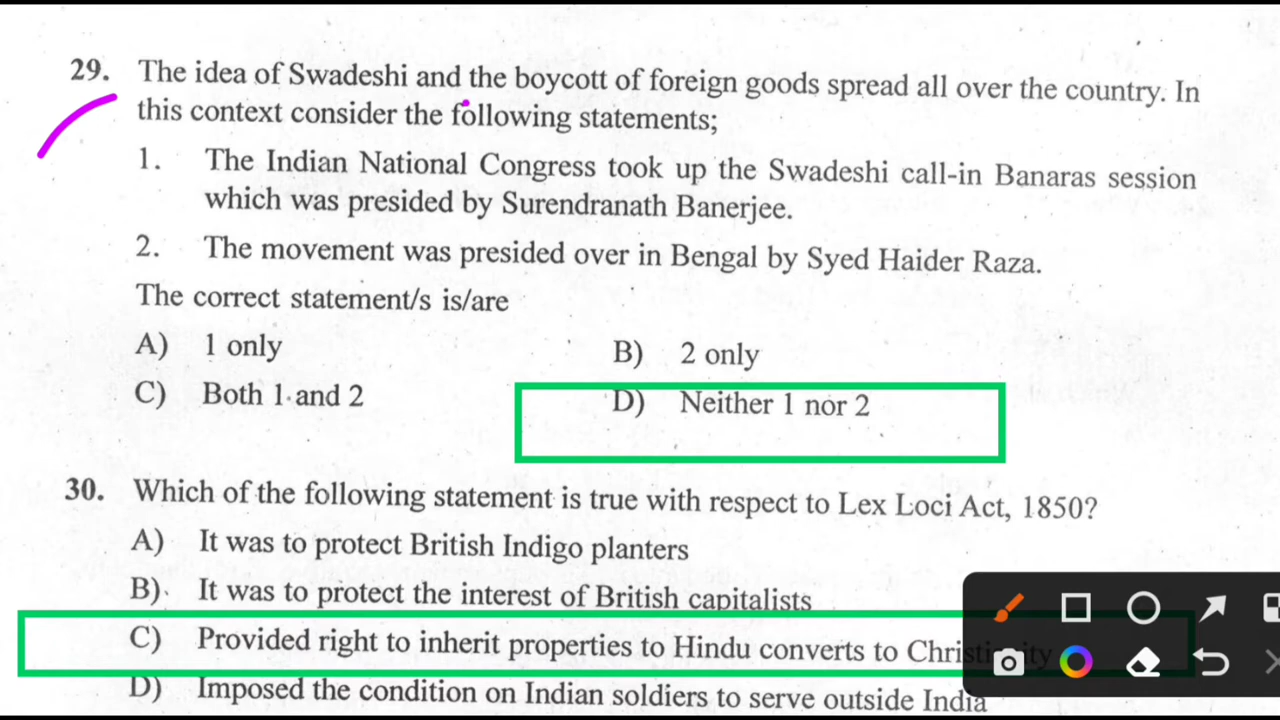 29. The idea of Swadeshi and the boycott of foreign goods spread all over the country. In
this context consider the following statements;
1. The Indian National Congress took up the Swadeshi call-in Banaras session
which was presided by Surendranath Banerjee.
2. The movement was presided over in Bengal by Syed Haider Raza.
The correct statement/s is/are
A) 1 only
B) 2 only
C) Both 1 and 2
D) Neither 1 nor 2
30. Which of the following statement is true with respect to Lex Loci Act, 1850?
A) It was to protect British Indigo planters
B) It was to protect the interest of British capitalists
C) Provided right to inherit properties to Hindu converts to Christianity
D) Imposed the condition on Indian soldiers to serve outside India